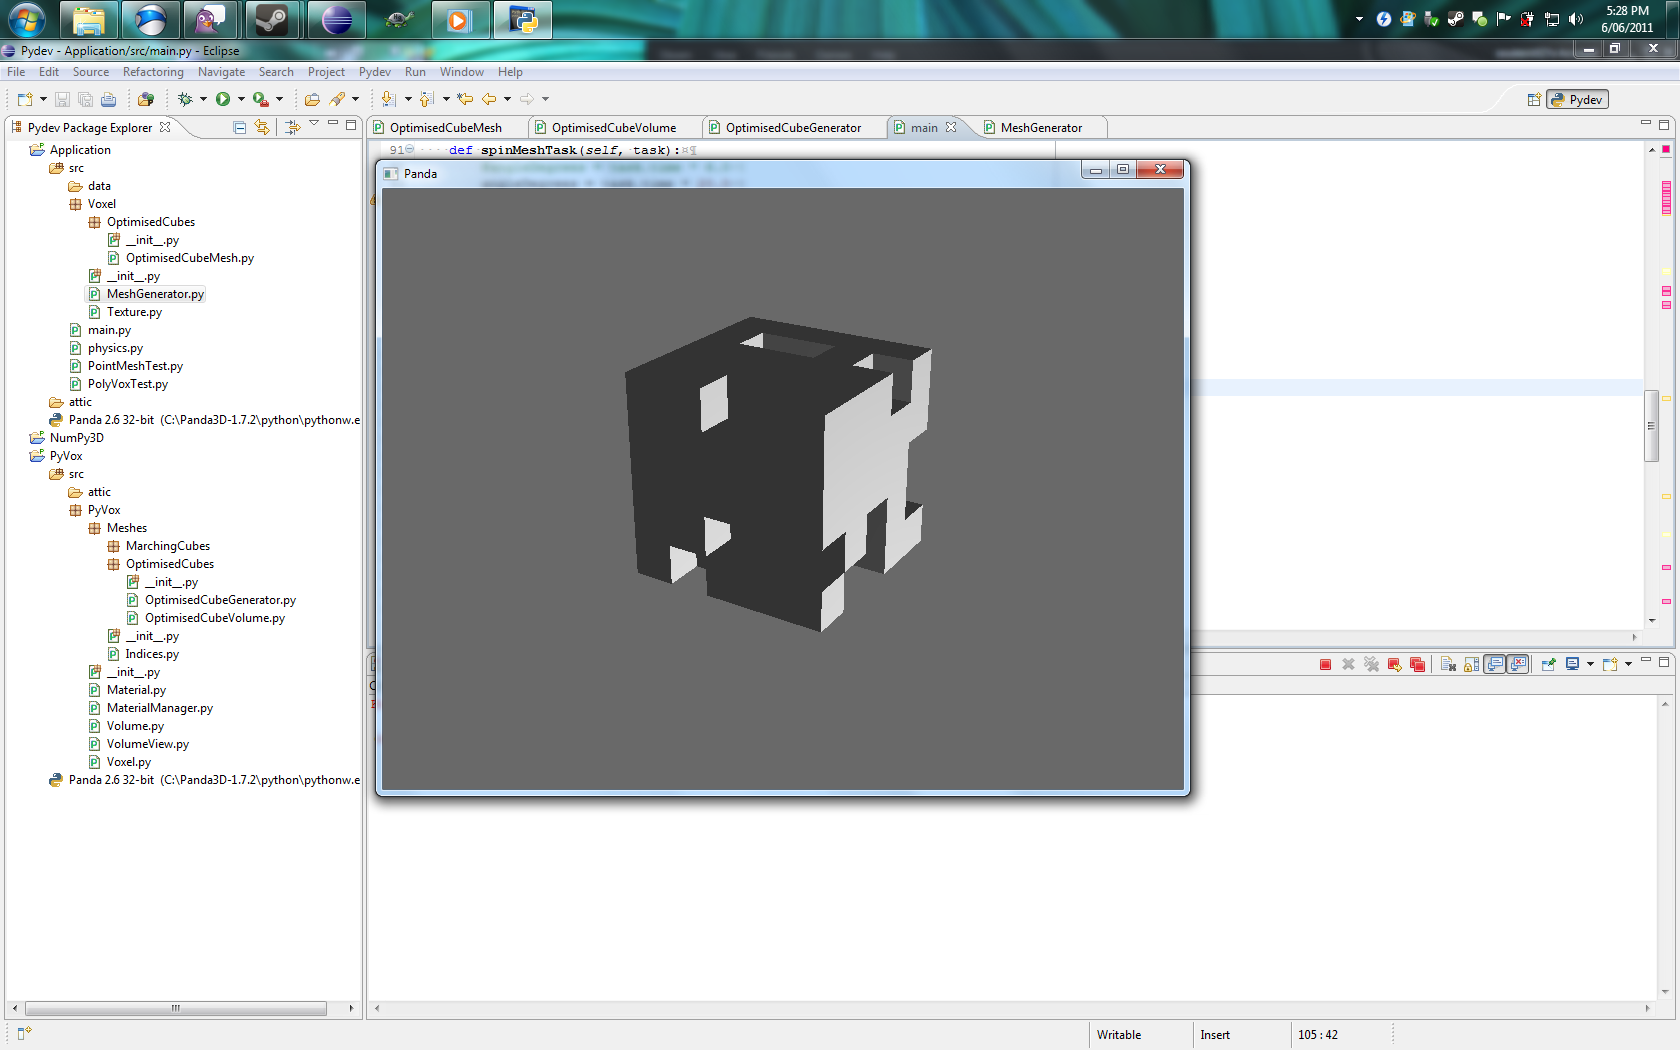 5:28 PM
6/06/2011
Pydev - Application/src/main.py - Eclipse
File Edit Source Refactoring Navigate Search Project Pydev Run Window Help
Pydev
Pydev Package Explorer
OptimisedCubeMesh OptimisedCubeVolume OptimisedCubeGenerator main MeshGenerator
Application
src
data
Voxel
OptimisedCubes
__init__.py
OptimisedCubeMesh.py
__init__.py
MeshGenerator.py
Texture.py
main.py
physics.py
PointMeshTest.py
PolyVoxTest.py
attic
Panda 2.6 32-bit (C:\Panda3D-1.7.2\python\pythonw.e
NumPy3D
PyVox
src
attic
PyVox
Meshes
MarchingCubes
OptimisedCubes
__init__.py
OptimisedCubeGenerator.py
OptimisedCubeVolume.py
__init__.py
Indices.py
__init__.py
Material.py
MaterialManager.py
Volume.py
VolumeView.py
Voxel.py
Panda 2.6 32-bit (C:\Panda3D-1.7.2\python\pythonw.e
91 def spinMeshTask(self, task):¤¶
Panda
Writable Insert 105 : 42